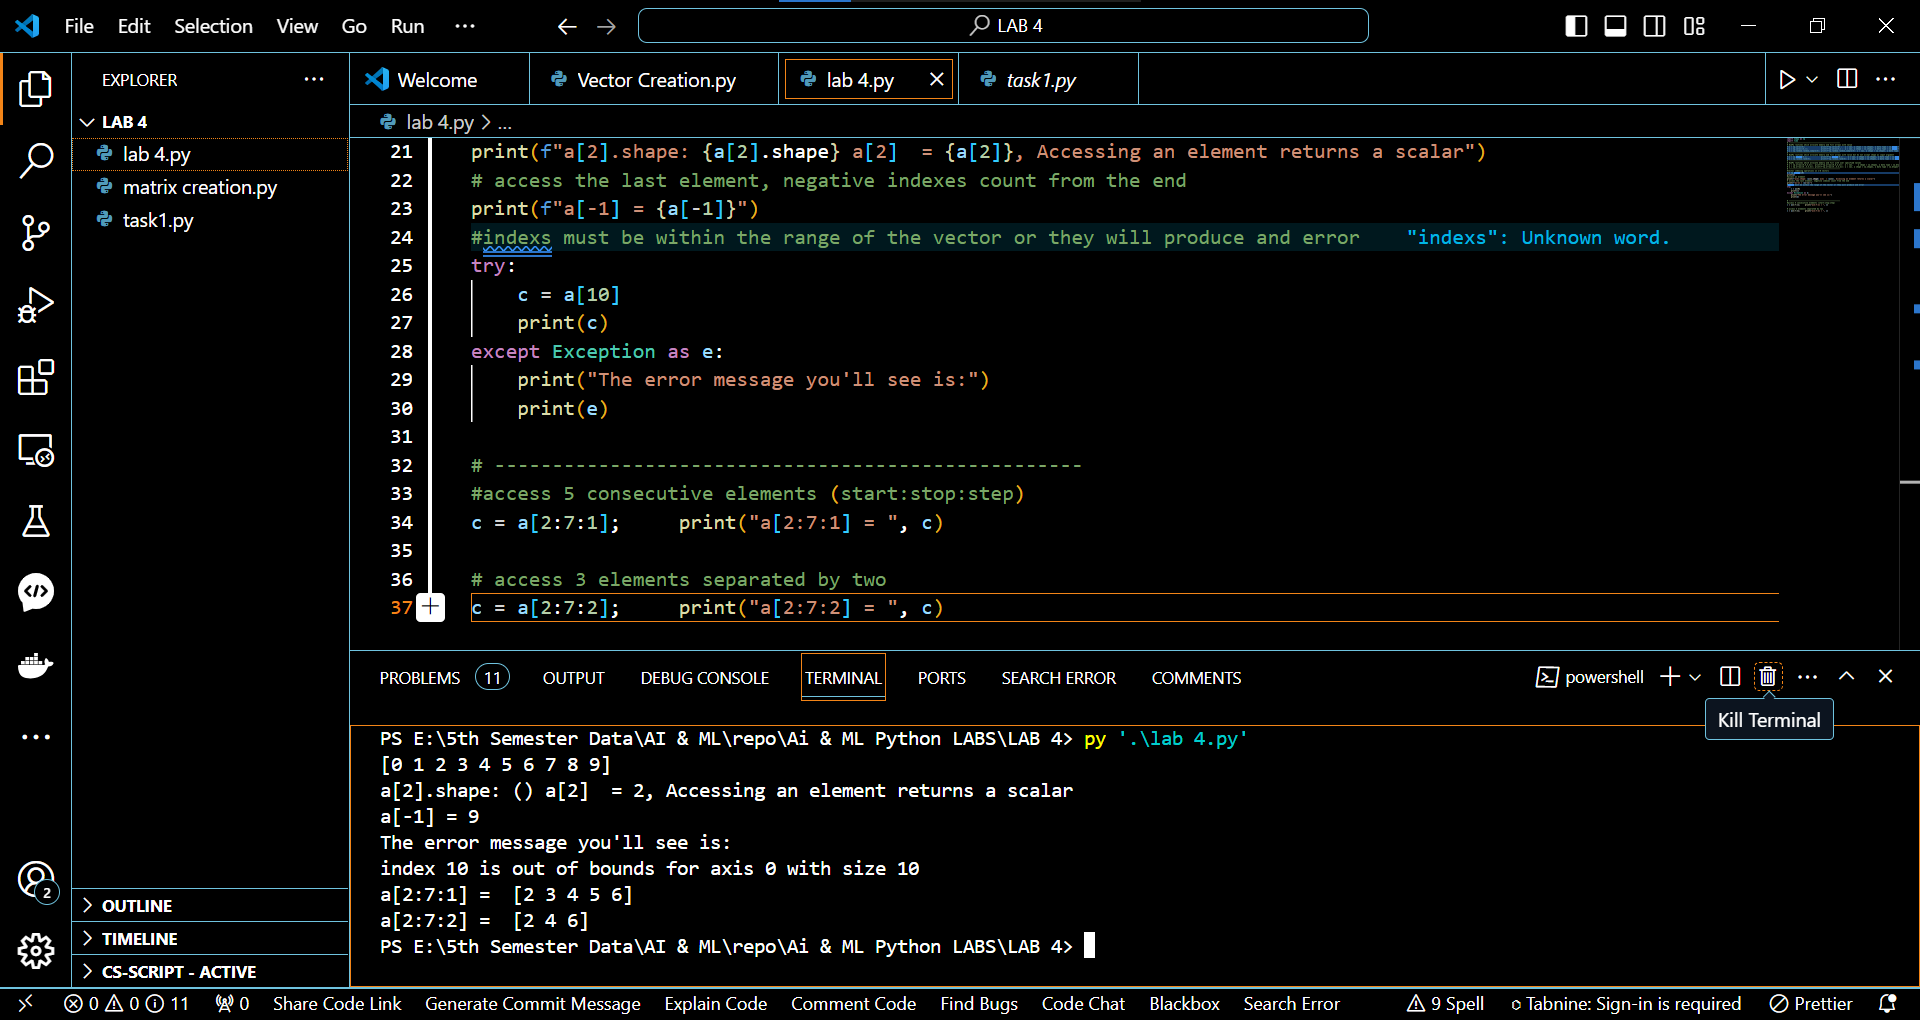 File Edit Selection View Go Run ···
LAB 4
EXPLORER
LAB 4
lab 4.py
matrix creation.py
task1.py
OUTLINE
TIMELINE
CS-SCRIPT - ACTIVE
2
Welcome
Vector Creation.py
lab 4.py
task1.py
lab 4.py > ...
21 print(f"a[2].shape: {a[2].shape} a[2]  = {a[2]}, Accessing an element returns a scalar")
22 # access the last element, negative indexes count from the end
23 print(f"a[-1] = {a[-1]}")
24 #indexs must be within the range of the vector or they will produce and error    "indexs": Unknown word.
25 try:
26     c = a[10]
27     print(c)
28 except Exception as e:
29     print("The error message you'll see is:")
30     print(e)
31
32 # ---------------------------------------------------
33 #access 5 consecutive elements (start:stop:step)
34 c = a[2:7:1];     print("a[2:7:1] = ", c)
35
36 # access 3 elements separated by two
37 c = a[2:7:2];     print("a[2:7:2] = ", c)
PROBLEMS 11 OUTPUT DEBUG CONSOLE TERMINAL PORTS SEARCH ERROR COMMENTS
powershell
Kill Terminal
PS E:\5th Semester Data\AI & ML\repo\Ai & ML Python LABS\LAB 4> py '.\lab 4.py'
[0 1 2 3 4 5 6 7 8 9]
a[2].shape: () a[2]  = 2, Accessing an element returns a scalar
a[-1] = 9
The error message you'll see is:
index 10 is out of bounds for axis 0 with size 10
a[2:7:1] =  [2 3 4 5 6]
a[2:7:2] =  [2 4 6]
PS E:\5th Semester Data\AI & ML\repo\Ai & ML Python LABS\LAB 4>
0 0 11 0 Share Code Link Generate Commit Message Explain Code Comment Code Find Bugs Code Chat Blackbox Search Error 9 Spell Tabnine: Sign-in is required Prettier